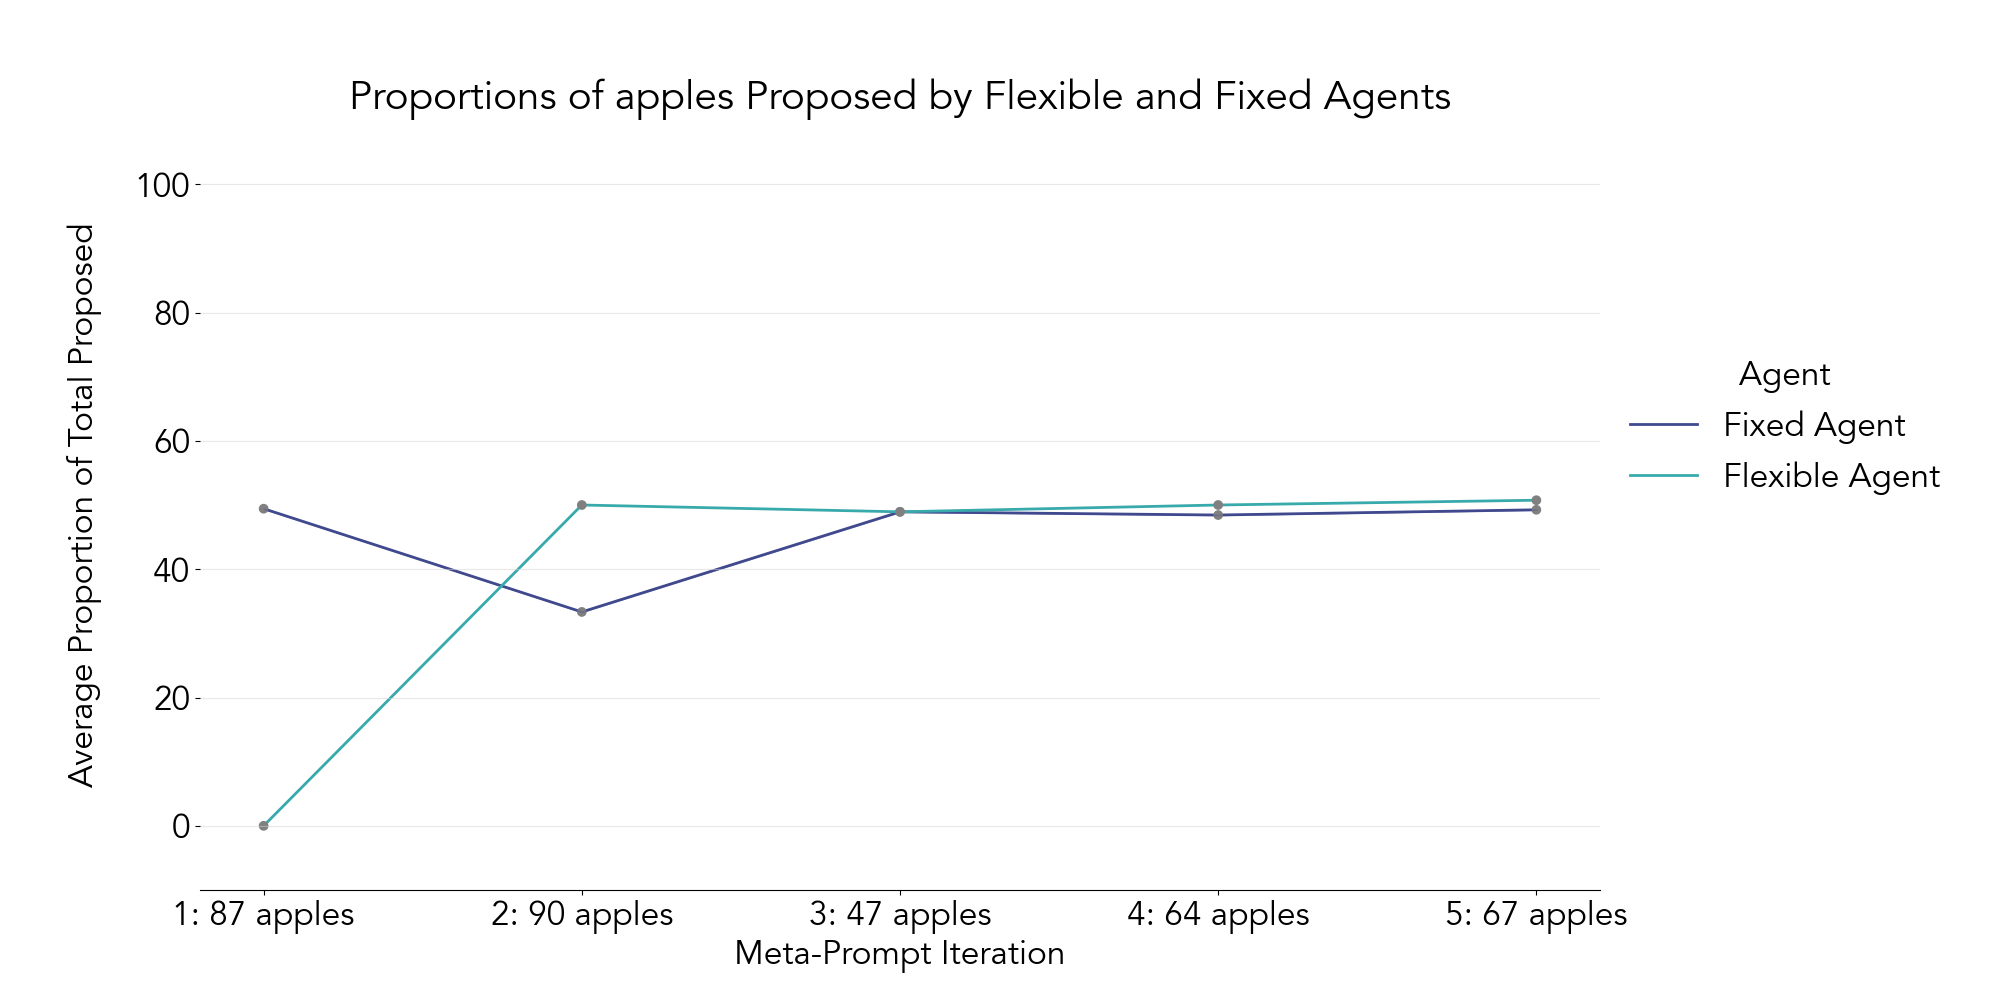 Proportions of apples Proposed by Flexible and Fixed Agents
Average Proportion of Total Proposed
100
80
60
40
20
0
1: 87 apples
2: 90 apples
3: 47 apples
4: 64 apples
5: 67 apples
Meta-Prompt Iteration
Agent
Fixed Agent
Flexible Agent